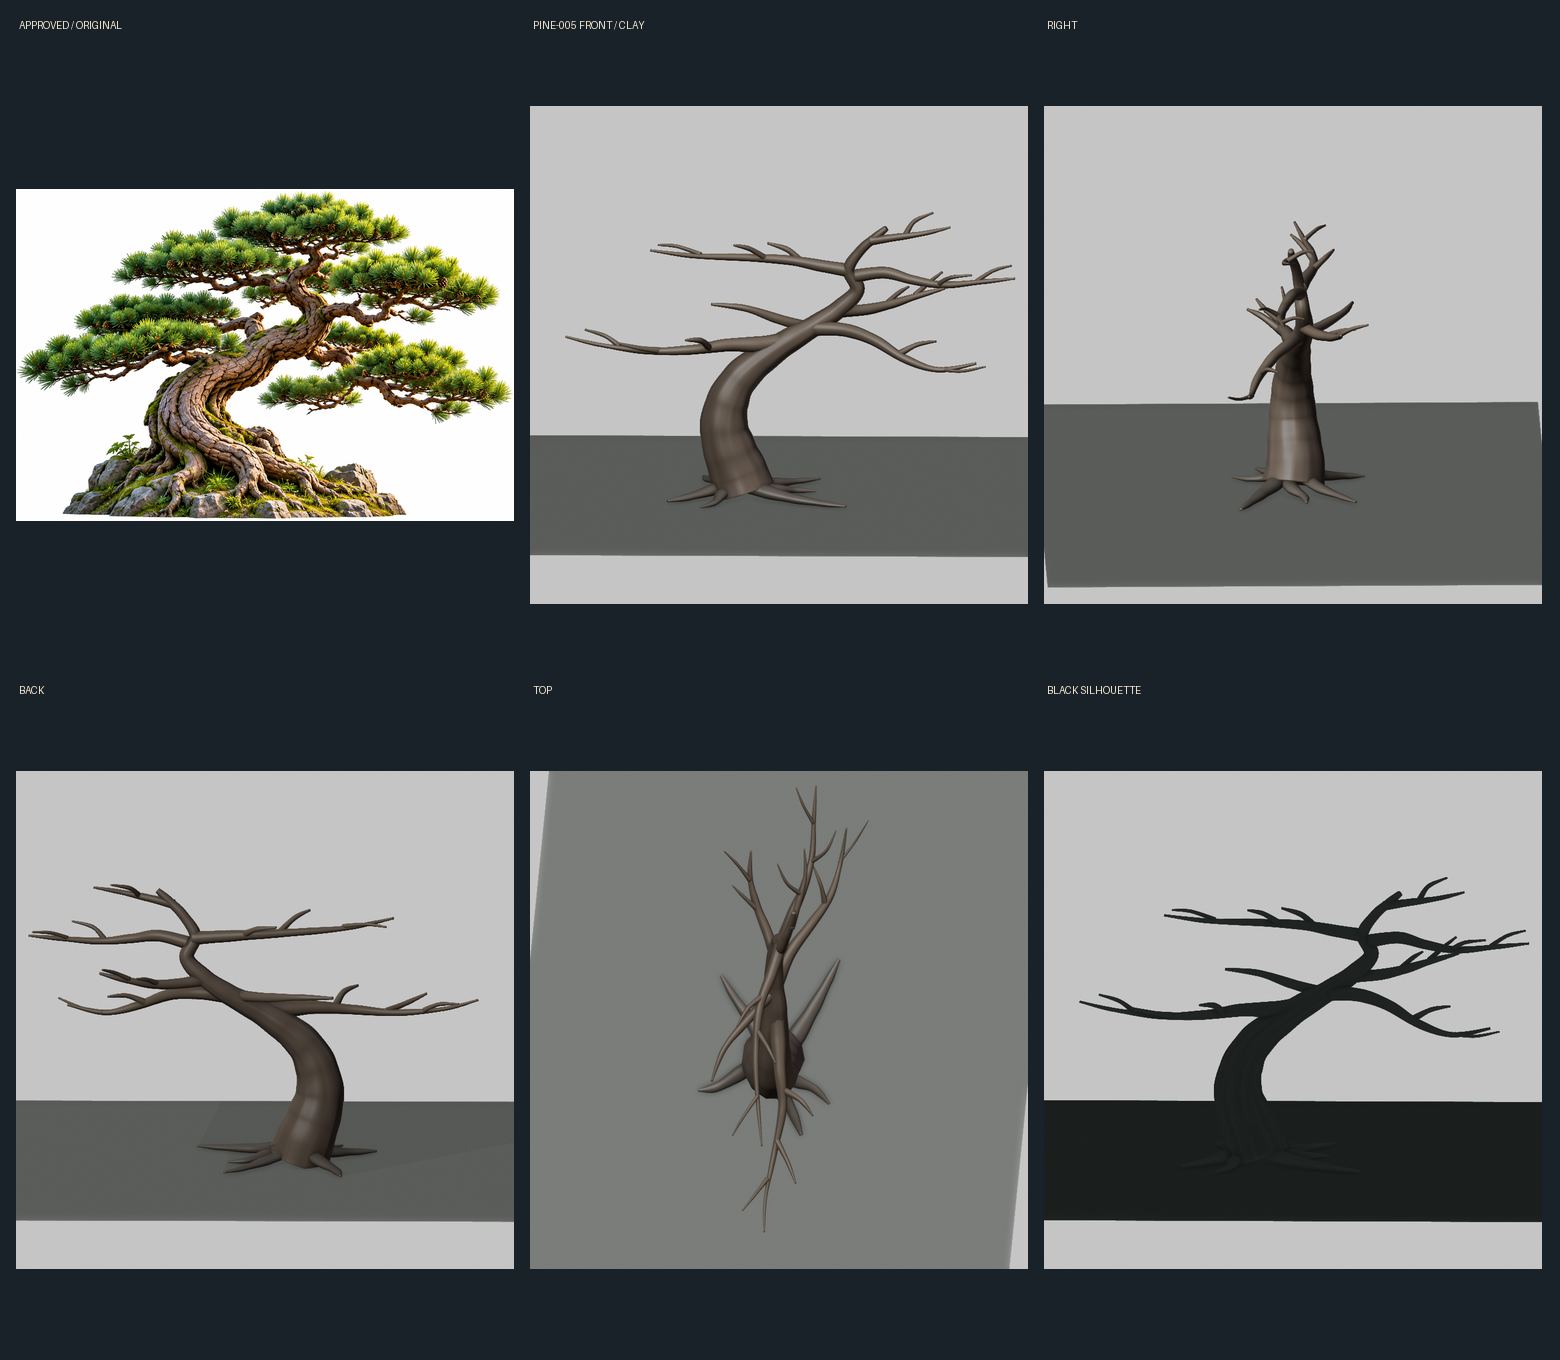 APPROVED / ORIGINAL
PINE-005 FRONT / CLAY
RIGHT
BACK
TOP
BLACK SILHOUETTE